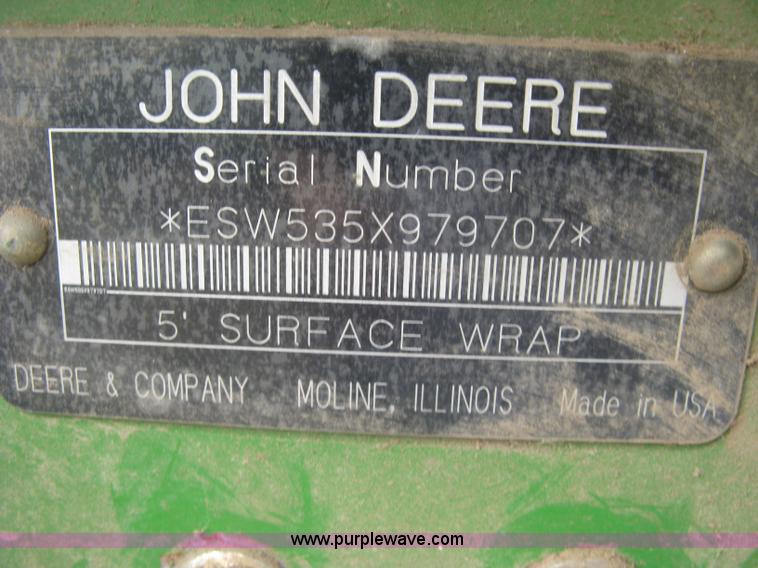 JOHN DEERE
Serial Number
*ESW535X979707*
5' SURFACE WRAP
DEERE & COMPANY MOLINE, ILLINOIS Made in USA
www.purplewave.com